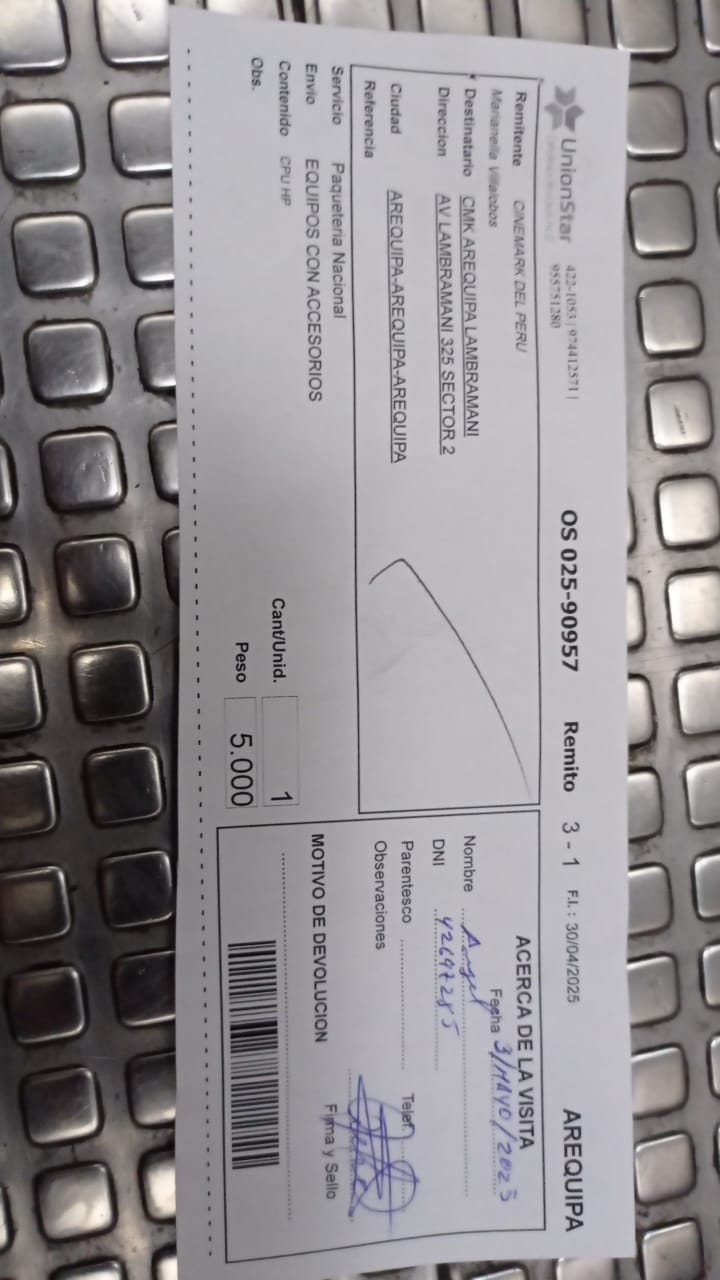 UnionStar
422-1053 | 974412571 |
955751280
OS 025-90957 Remito 3 - 1 F.I.: 30/04/2025 AREQUIPA
Remitente CINEMARK DEL PERU
Marianella Villalobos
Destinatario CMK AREQUIPA LAMBRAMANI
Direccion AV LAMBRAMANI 325 SECTOR 2
Ciudad AREQUIPA-AREQUIPA-AREQUIPA
Referencia
Servicio Paqueteria Nacional
Envio EQUIPOS CON ACCESORIOS
Contenido CPU HP
Obs.
Cant/Unid. 1
Peso 5.000
ACERCA DE LA VISITA
Fecha 3/MAYO/2023
Nombre Angel
DNI 42697285
Parentesco Telef.
Observaciones
Firma y Sello
MOTIVO DE DEVOLUCION